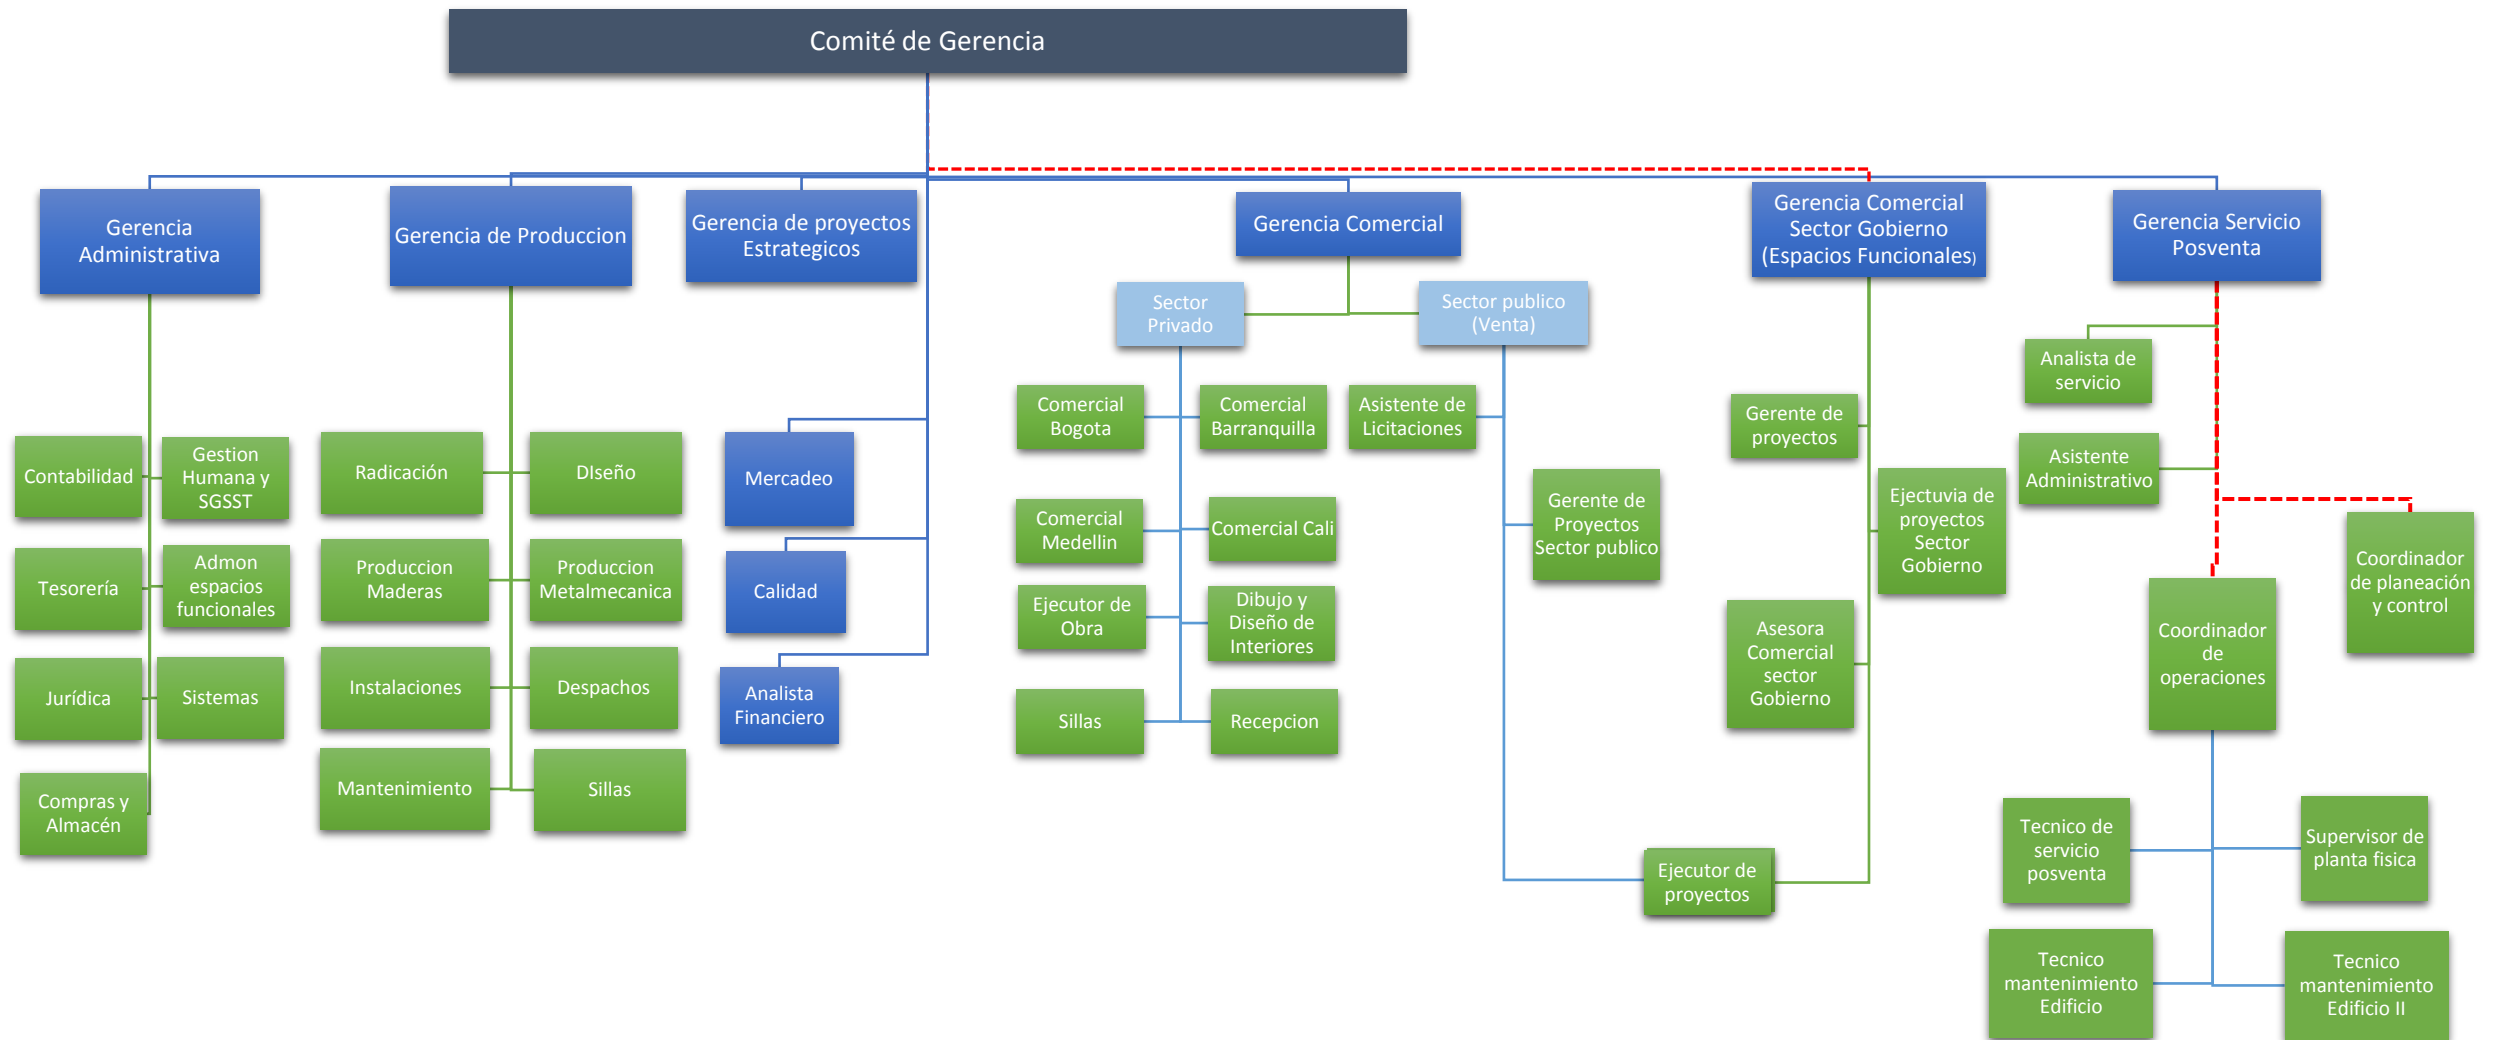 Comité de Gerencia
Gerencia
Administrativa
Gerencia de Produccion
Gerencia de proyectos
Estrategicos
Gerencia Comercial
Gerencia Comercial
Sector Gobierno
(Espacios Funcionales)
Gerencia Servicio
Posventa
Sector
Privado
Sector publico
(Venta)
Contabilidad
Gestion
Humana y
SGSST
Tesorería
Admon
espacios
funcionales
Jurídica
Sistemas
Compras y
Almacén
Radicación
DIseño
Produccion
Maderas
Produccion
Metalmecanica
Instalaciones
Despachos
Mantenimiento
Sillas
Mercadeo
Calidad
Analista
Financiero
Comercial
Bogota
Comercial
Barranquilla
Comercial
Medellin
Comercial Cali
Ejecutor de
Obra
Dibujo y
Diseño de
Interiores
Sillas
Recepcion
Asistente de
Licitaciones
Gerente de
Proyectos
Sector publico
Gerente de
proyectos
Ejectuvia de
proyectos
Sector
Gobierno
Asesora
Comercial
sector
Gobierno
Ejecutor de
proyectos
Analista de
servicio
Asistente
Administrativo
Coordinador
de planeación
y control
Coordinador
de
operaciones
Tecnico de
servicio
posventa
Supervisor de
planta fisica
Tecnico
mantenimiento
Edificio
Tecnico
mantenimiento
Edificio II